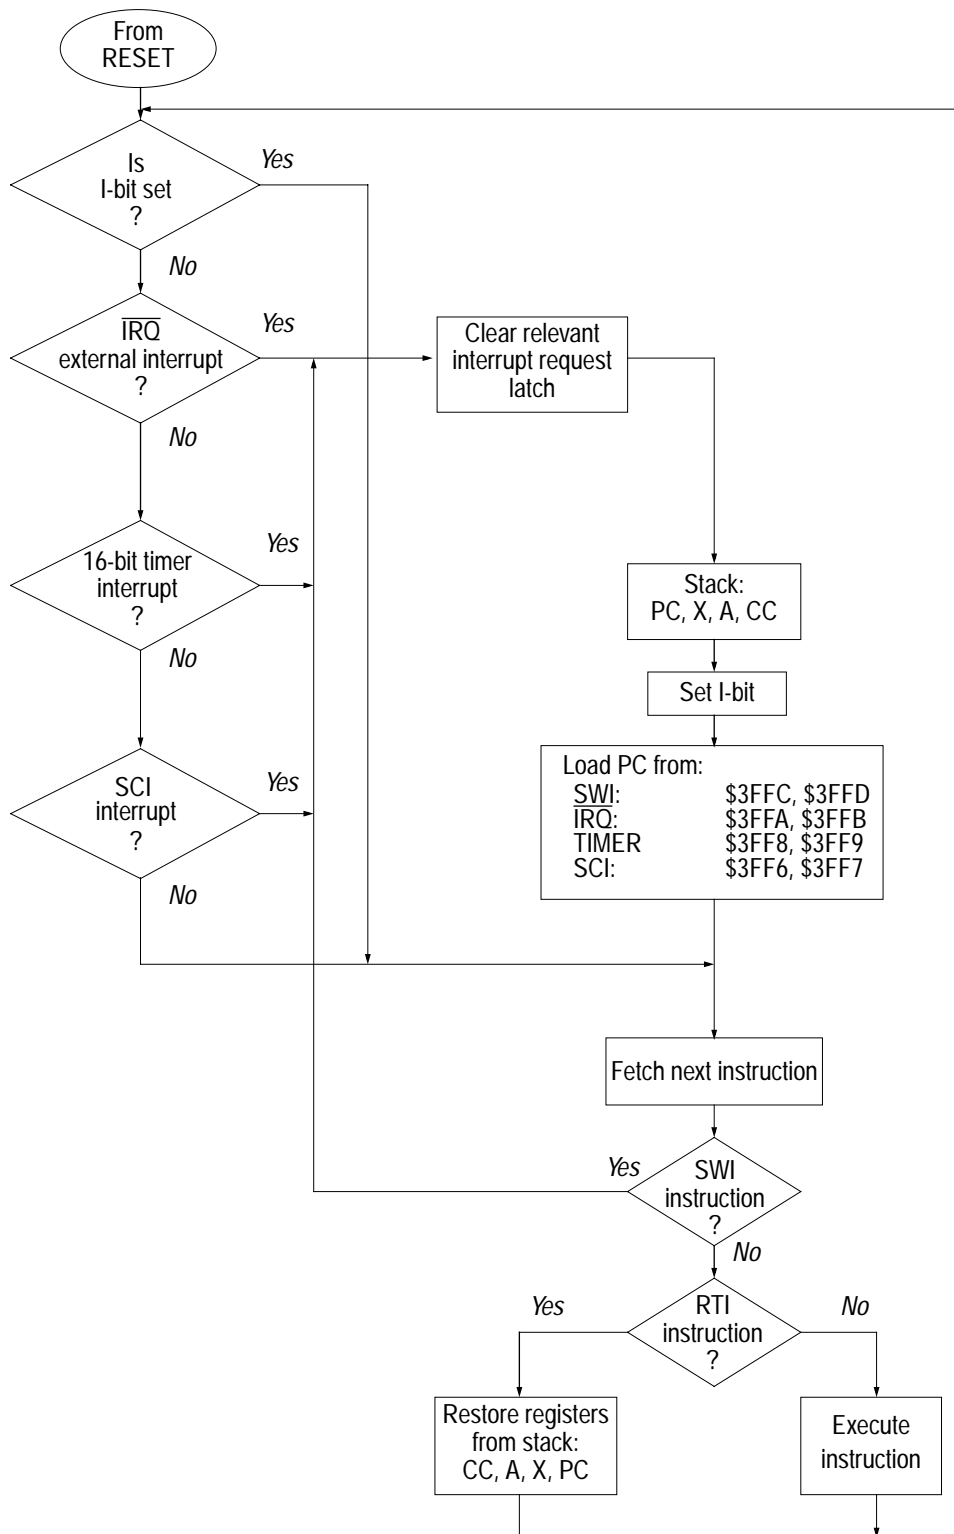 From
RESET
Is
I-bit set
?
Yes
No
IRQ
external interrupt
?
Yes
No
Clear relevant
interrupt request
latch
16-bit timer
interrupt
?
Yes
No
Stack:
PC, X, A, CC
Set I-bit
SCI
interrupt
?
Yes
No
Load PC from:
SWI: $3FFC, $3FFD
IRQ: $3FFA, $3FFB
TIMER $3FF8, $3FF9
SCI: $3FF6, $3FF7
Fetch next instruction
SWI
instruction
?
Yes
No
RTI
instruction
?
Yes
No
Restore registers
from stack:
CC, A, X, PC
Execute
instruction